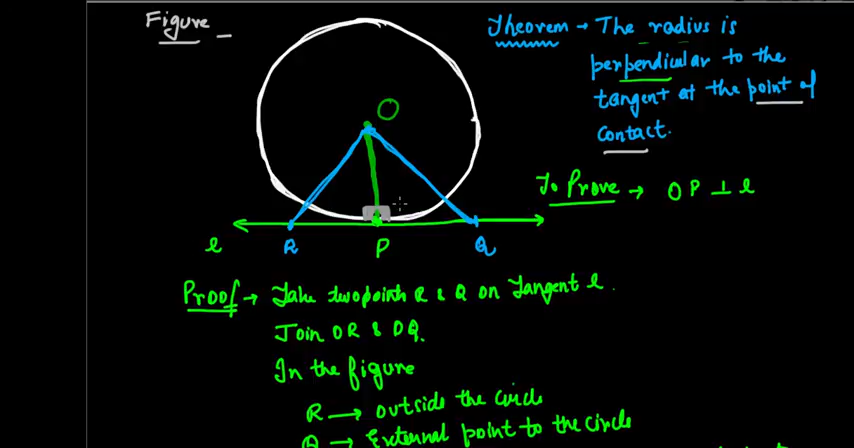 Figure -
Theorem → The radius is
perpendicular to the
tangent at the point of
contact.
O
To Prove → OP ⊥ l
l R P Q
Proof → Take two points R & Q on Tangent l.
Join OR & OQ.
In the figure
R → outside the circle
Q → External point to the circle